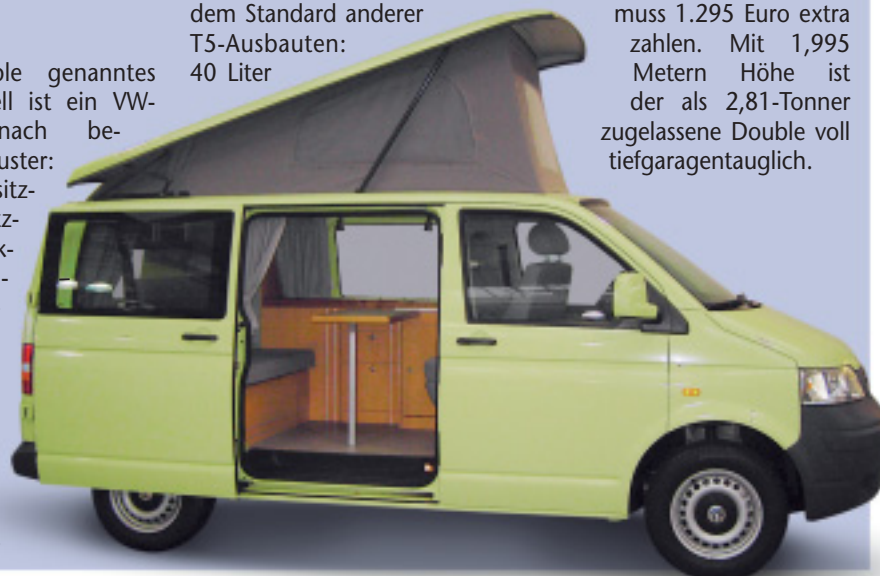 ble genanntes
ell ist ein VW-
nach be-
uster:
sitz-
k-
-
dem Standard anderer
T5-Ausbauten:
40 Liter
muss 1.295 Euro extra
zahlen. Mit 1,995
Metern Höhe ist
der als 2,81-Tonner
zugelassene Double voll
tiefgaragentauglich.